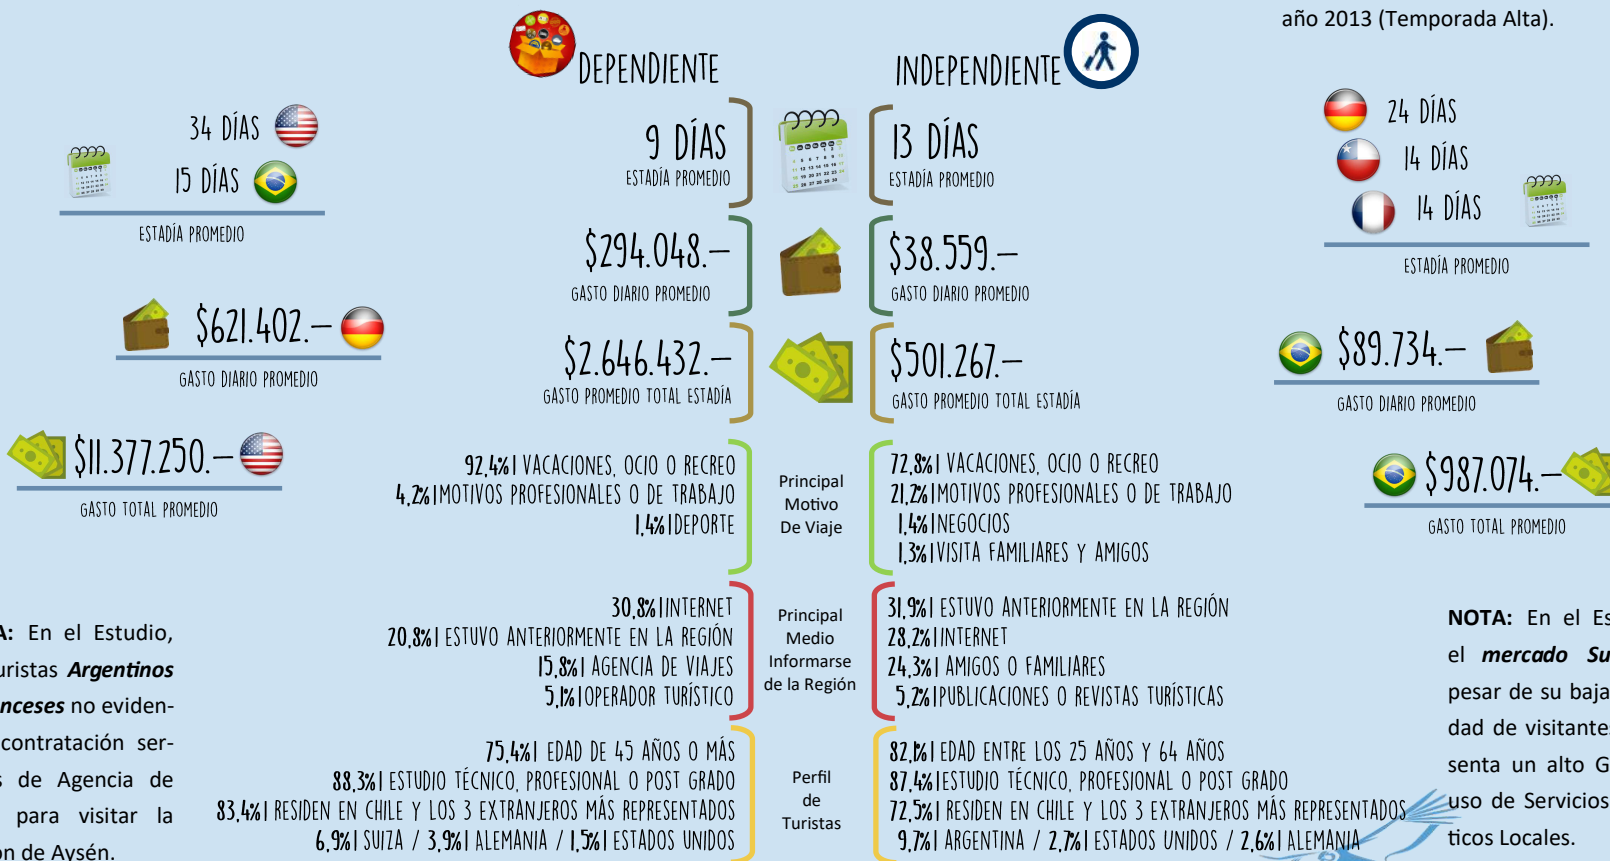 año 2013 (Temporada Alta).
DEPENDIENTE
INDEPENDIENTE
34 DÍAS
15 DÍAS
ESTADÍA PROMEDIO
$621.402.–
GASTO DIARIO PROMEDIO
$11.377.250.–
GASTO TOTAL PROMEDIO
9 DÍAS
ESTADÍA PROMEDIO
13 DÍAS
ESTADÍA PROMEDIO
$294.048.–
GASTO DIARIO PROMEDIO
$38.559.–
GASTO DIARIO PROMEDIO
$2.646.432.–
GASTO PROMEDIO TOTAL ESTADÍA
$501.267.–
GASTO PROMEDIO TOTAL ESTADÍA
24 DÍAS
14 DÍAS
14 DÍAS
ESTADÍA PROMEDIO
$89.734.–
GASTO DIARIO PROMEDIO
$987.074.–
GASTO TOTAL PROMEDIO
92,4%| VACACIONES, OCIO O RECREO
4,2%|MOTIVOS PROFESIONALES O DE TRABAJO
1,4%|DEPORTE
Principal
Motivo
De Viaje
72,8%| VACACIONES, OCIO O RECREO
21,2%|MOTIVOS PROFESIONALES O DE TRABAJO
1,4%|NEGOCIOS
1,3%|VISITA FAMILIARES Y AMIGOS
30,8%|INTERNET
20,8%| ESTUVO ANTERIORMENTE EN LA REGIÓN
15,8%| AGENCIA DE VIAJES
5,1%|OPERADOR TURÍSTICO
Principal
Medio
Informarse
de la Región
31,9%| ESTUVO ANTERIORMENTE EN LA REGIÓN
28,2%|INTERNET
24,3%| AMIGOS O FAMILIARES
5,2%|PUBLICACIONES O REVISTAS TURÍSTICAS
75,4%| EDAD DE 45 AÑOS O MÁS
88,3%| ESTUDIO TÉCNICO, PROFESIONAL O POST GRADO
83,4%| RESIDEN EN CHILE Y LOS 3 EXTRANJEROS MÁS REPRESENTADOS
6,9%| SUIZA / 3,9%| ALEMANIA / 1,5%| ESTADOS UNIDOS
Perfil
de
Turistas
82,1%| EDAD ENTRE LOS 25 AÑOS Y 64 AÑOS
87,4%|ESTUDIO TÉCNICO, PROFESIONAL O POST GRADO
72,5%| RESIDEN EN CHILE Y LOS 3 EXTRANJEROS MÁS REPRESENTADOS
9,7%| ARGENTINA / 2,7%| ESTADOS UNIDOS / 2,6%| ALEMANIA
A: En el Estudio,
uristas Argentinos
nceses no eviden-
contratación ser-
s de Agencia de
para visitar la
on de Aysén.
NOTA: En el Es
el mercado Su
pesar de su baja
dad de visitantes
senta un alto G
uso de Servicios
ticos Locales.